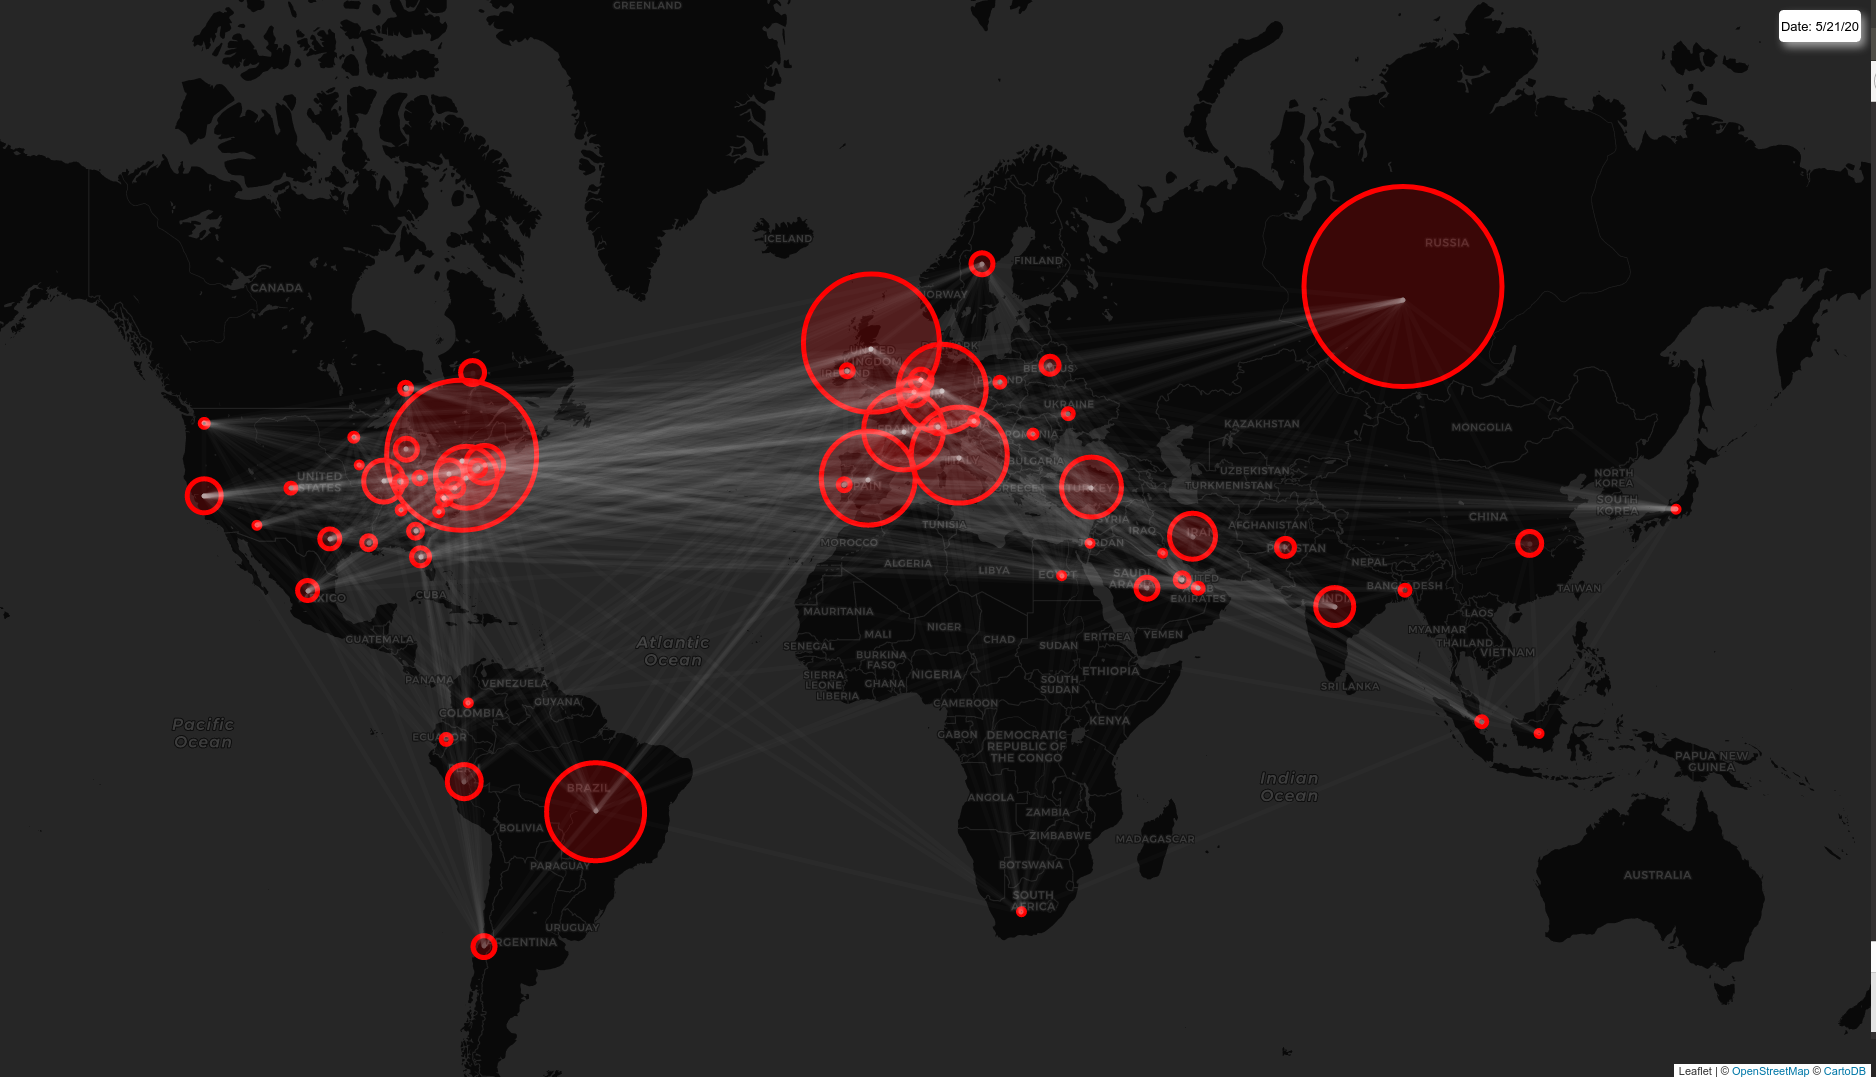 GREENLAND
Date: 5/21/20
ICELAND
RUSSIA
FINLAND
CANADA
NORWAY
UNITED
KINGDOM
IRELAND
UKRAINE
KAZAKHSTAN
MONGOLIA
ROMANIA
BULGARIA
ITALY
UZBEKISTAN
TURKMENISTAN
NORTH
KOREA
SOUTH
KOREA
UNITED
STATES
GREECE
TURKEY
CHINA
TUNISIA
SYRIA
IRAQ
IRAN
AFGHANISTAN
MOROCCO
JORDAN
PAKISTAN
ALGERIA
LIBYA
EGYPT
SAUDI
NEPAL
BANGLADESH
TAIWAN
EMIRATES
INDIA
CUBA
MAURITANIA
LAOS
MALI
NIGER
CHAD
SUDAN
ERITREA
YEMEN
MYANMAR
THAILAND
VIETNAM
GUATEMALA
Atlantic
Ocean
SENEGAL
BURKINA
FASO
NIGERIA
ETHIOPIA
SIERRA
LEONE
GHANA
SOUTH
SUDAN
SRI LANKA
PANAMA
VENEZUELA
LIBERIA
GUYANA
CAMEROON
COLOMBIA
Pacific
Ocean
GABON
DEMOCRATIC
REPUBLIC OF
THE CONGO
KENYA
PAPUA NEW
GUINEA
Indian
Ocean
BRAZIL
ANGOLA
ZAMBIA
BOLIVIA
ZIMBABWE
MADAGASCAR
PARAGUAY
BOTSWANA
AUSTRALIA
SOUTH
AFRICA
URUGUAY
ARGENTINA
Leaflet | © OpenStreetMap © CartoDB